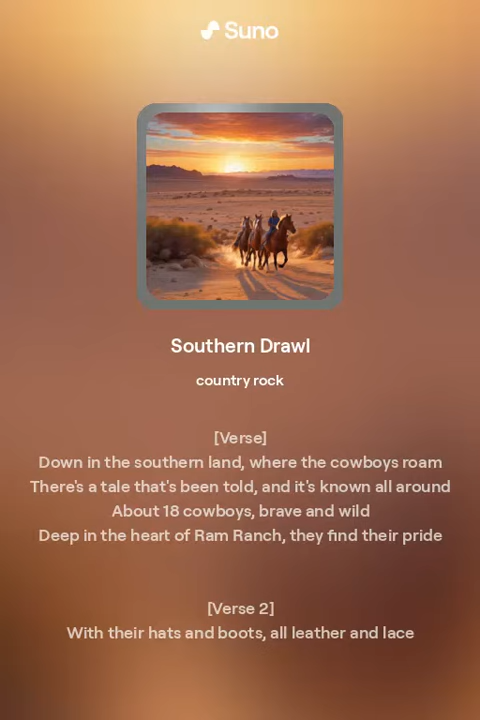 Suno
Southern Drawl
country rock
[Verse]
Down in the southern land, where the cowboys roam
There's a tale that's been told, and it's known all around
About 18 cowboys, brave and wild
Deep in the heart of Ram Ranch, they find their pride
[Verse 2]
With their hats and boots, all leather and lace